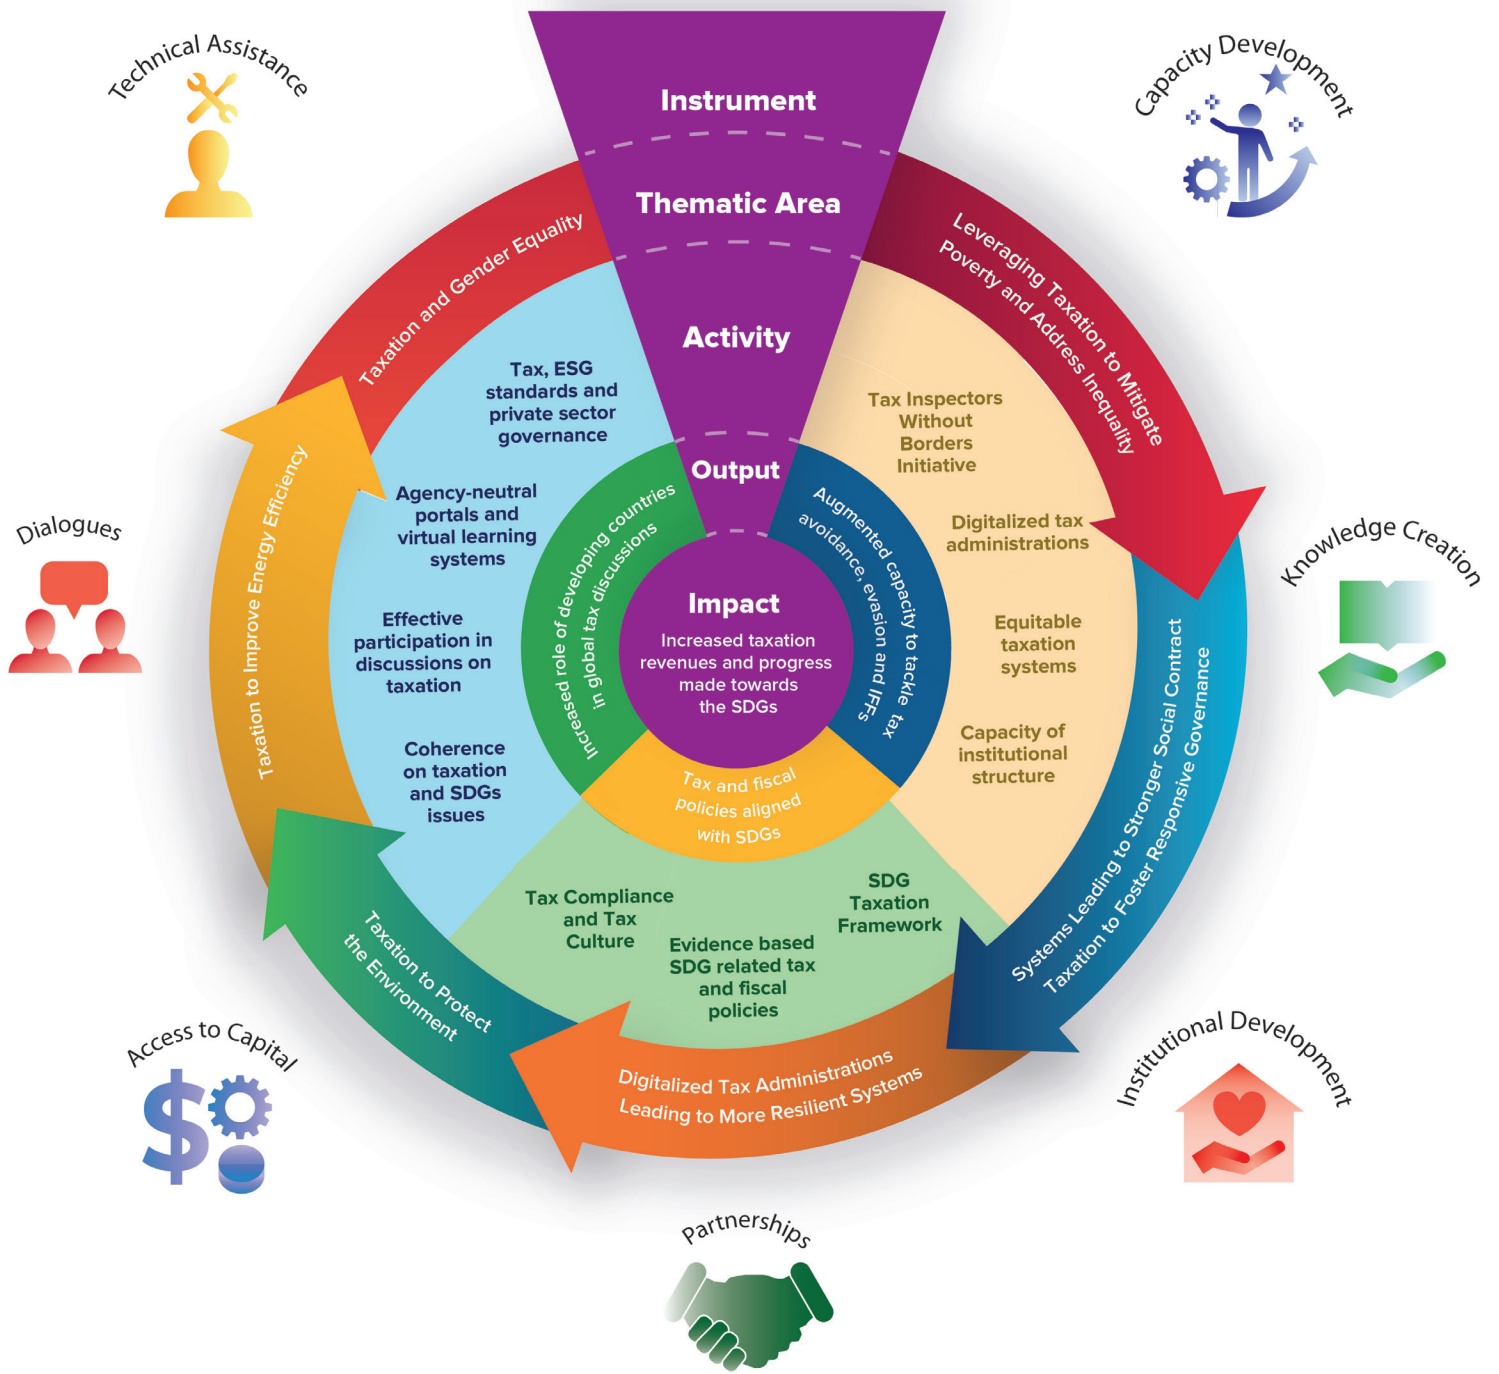 Technical Assistance
Capacity Development
Knowledge Creation
Institutional Development
Partnerships
Access to Capital
Dialogues
Instrument
Thematic Area
Activity
Output
Impact
Increased taxation
revenues and progress
made towards
the SDGs
Leveraging Taxation to Mitigate
Poverty and Address Inequality
Systems Leading to Stronger Social Contract
Taxation to Foster Responsive Governance
Digitalized Tax Administrations
Leading to More Resilient Systems
Taxation to Protect
the Environment
Taxation to Improve Energy Efficiency
Taxation and Gender Equality
Tax Inspectors
Without
Borders
Initiative
Digitalized tax
administrations
Equitable
taxation
systems
Capacity of
institutional
structure
SDG
Taxation
Framework
Evidence based
SDG related tax
and fiscal
policies
Tax Compliance
and Tax
Culture
Coherence
on taxation
and SDGs
issues
Effective
participation in
discussions on
taxation
Agency-neutral
portals and
virtual learning
systems
Tax, ESG
standards and
private sector
governance
Augmented capacity to tackle tax
avoidance, evasion and IFFs
Tax and fiscal
policies aligned
with SDGs
Increased role of developing countries
in global tax discussions